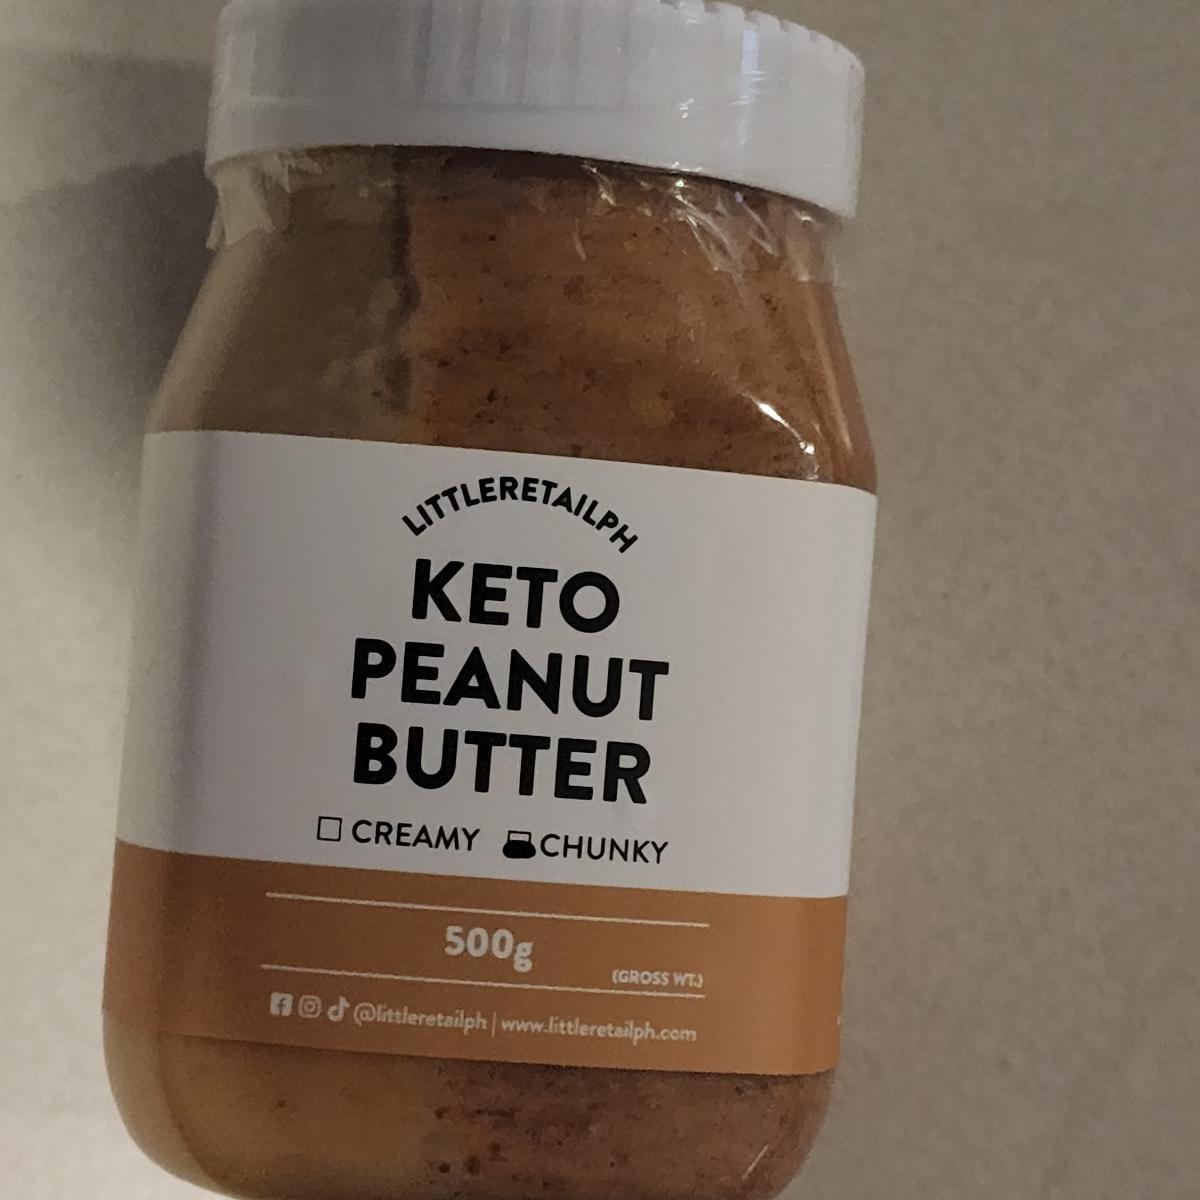 LITTLERETAILPH
KETO
PEANUT
BUTTER
CREAMY CHUNKY
500g
(GROSS WT.)
@littleretailph | www.littleretailph.com